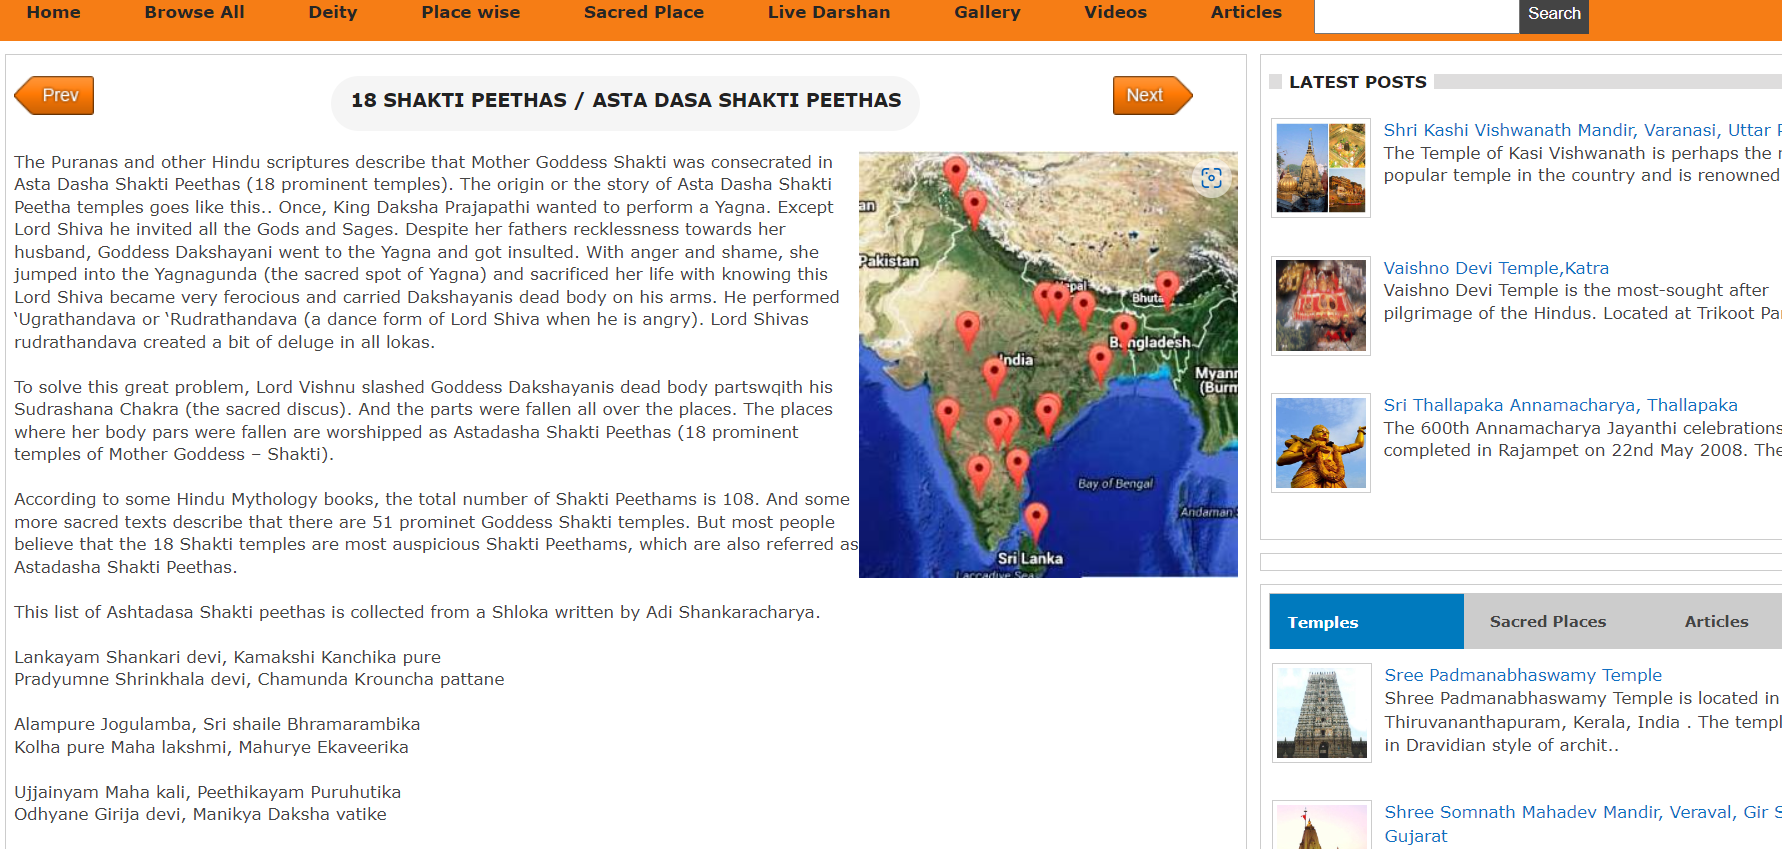 Home Browse All Deity Place wise Sacred Place Live Darshan Gallery Videos Articles Search
Prev
18 SHAKTI PEETHAS / ASTA DASA SHAKTI PEETHAS
Next
The Puranas and other Hindu scriptures describe that Mother Goddess Shakti was consecrated in
Asta Dasha Shakti Peethas (18 prominent temples). The origin or the story of Asta Dasha Shakti
Peetha temples goes like this.. Once, King Daksha Prajapathi wanted to perform a Yagna. Except
Lord Shiva he invited all the Gods and Sages. Despite her fathers recklessness towards her
husband, Goddess Dakshayani went to the Yagna and got insulted. With anger and shame, she
jumped into the Yagnagunda (the sacred spot of Yagna) and sacrificed her life with knowing this
Lord Shiva became very ferocious and carried Dakshayanis dead body on his arms. He performed
‘Ugrathandava or ‘Rudrathandava (a dance form of Lord Shiva when he is angry). Lord Shivas
rudrathandava created a bit of deluge in all lokas.
To solve this great problem, Lord Vishnu slashed Goddess Dakshayanis dead body partswqith his
Sudrashana Chakra (the sacred discus). And the parts were fallen all over the places. The places
where her body pars were fallen are worshipped as Astadasha Shakti Peethas (18 prominent
temples of Mother Goddess – Shakti).
According to some Hindu Mythology books, the total number of Shakti Peethams is 108. And some
more sacred texts describe that there are 51 prominet Goddess Shakti temples. But most people
believe that the 18 Shakti temples are most auspicious Shakti Peethams, which are also referred as
Astadasha Shakti Peethas.
This list of Ashtadasa Shakti peethas is collected from a Shloka written by Adi Shankaracharya.
Lankayam Shankari devi, Kamakshi Kanchika pure
Pradyumne Shrinkhala devi, Chamunda Krouncha pattane
Alampure Jogulamba, Sri shaile Bhramarambika
Kolha pure Maha lakshmi, Mahurye Ekaveerika
Ujjainyam Maha kali, Peethikayam Puruhutika
Odhyane Girija devi, Manikya Daksha vatike
an
Pakistan
Bhuta
India
Bangladesh
Myanm
(Burm
Bay of Bengal
Andaman
Sri Lanka
Laccadive Sea
LATEST POSTS
Shri Kashi Vishwanath Mandir, Varanasi, Uttar P
The Temple of Kasi Vishwanath is perhaps the
popular temple in the country and is renowned
Vaishno Devi Temple,Katra
Vaishno Devi Temple is the most-sought after
pilgrimage of the Hindus. Located at Trikoot Pa
Sri Thallapaka Annamacharya, Thallapaka
The 600th Annamacharya Jayanthi celebrations
completed in Rajampet on 22nd May 2008. The
Temples Sacred Places Articles
Sree Padmanabhaswamy Temple
Shree Padmanabhaswamy Temple is located in
Thiruvananthapuram, Kerala, India . The templ
in Dravidian style of archit..
Shree Somnath Mahadev Mandir, Veraval, Gir S
Gujarat